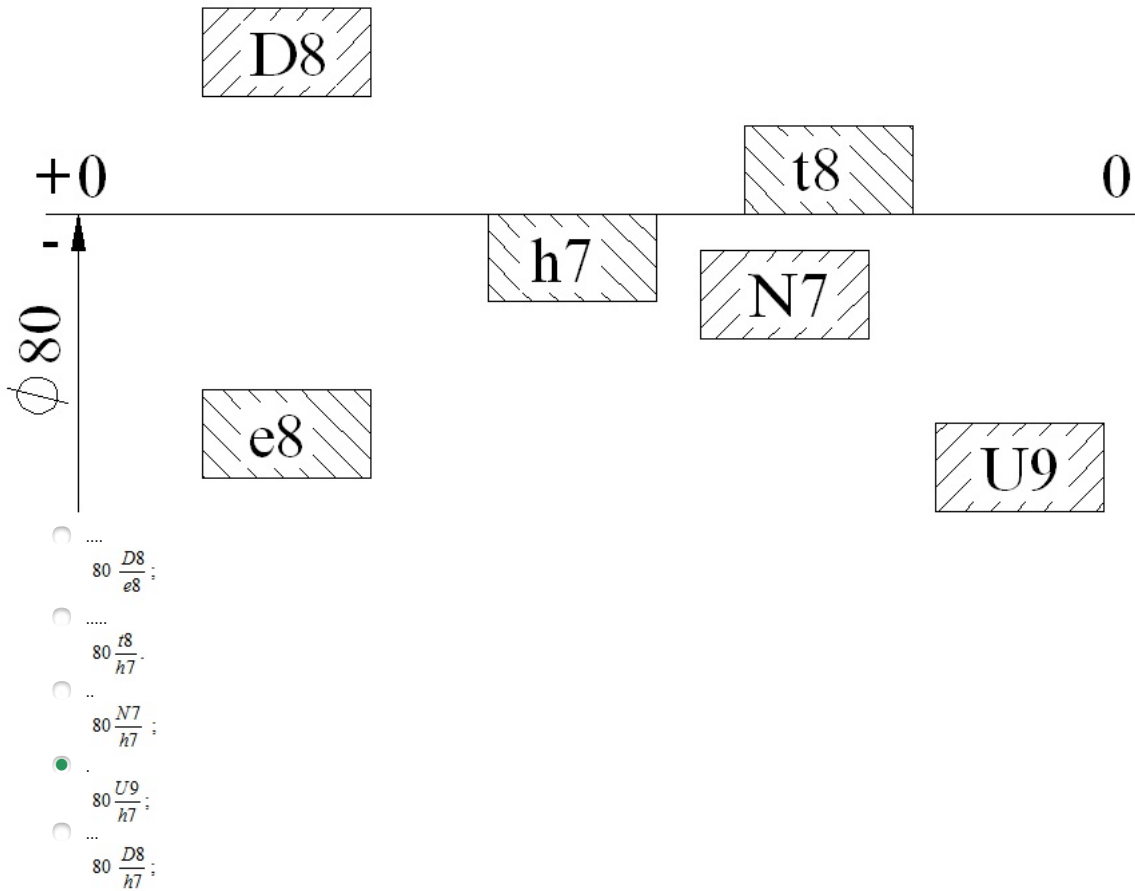 D8
+0
t8
0
-
h7
N7
⌀80
e8
U9
....
80 D8/e8 ;
.....
80 t8/h7 .
..
80 N7/h7 ;
.
80 U9/h7 ;
...
80 D8/h7 ;